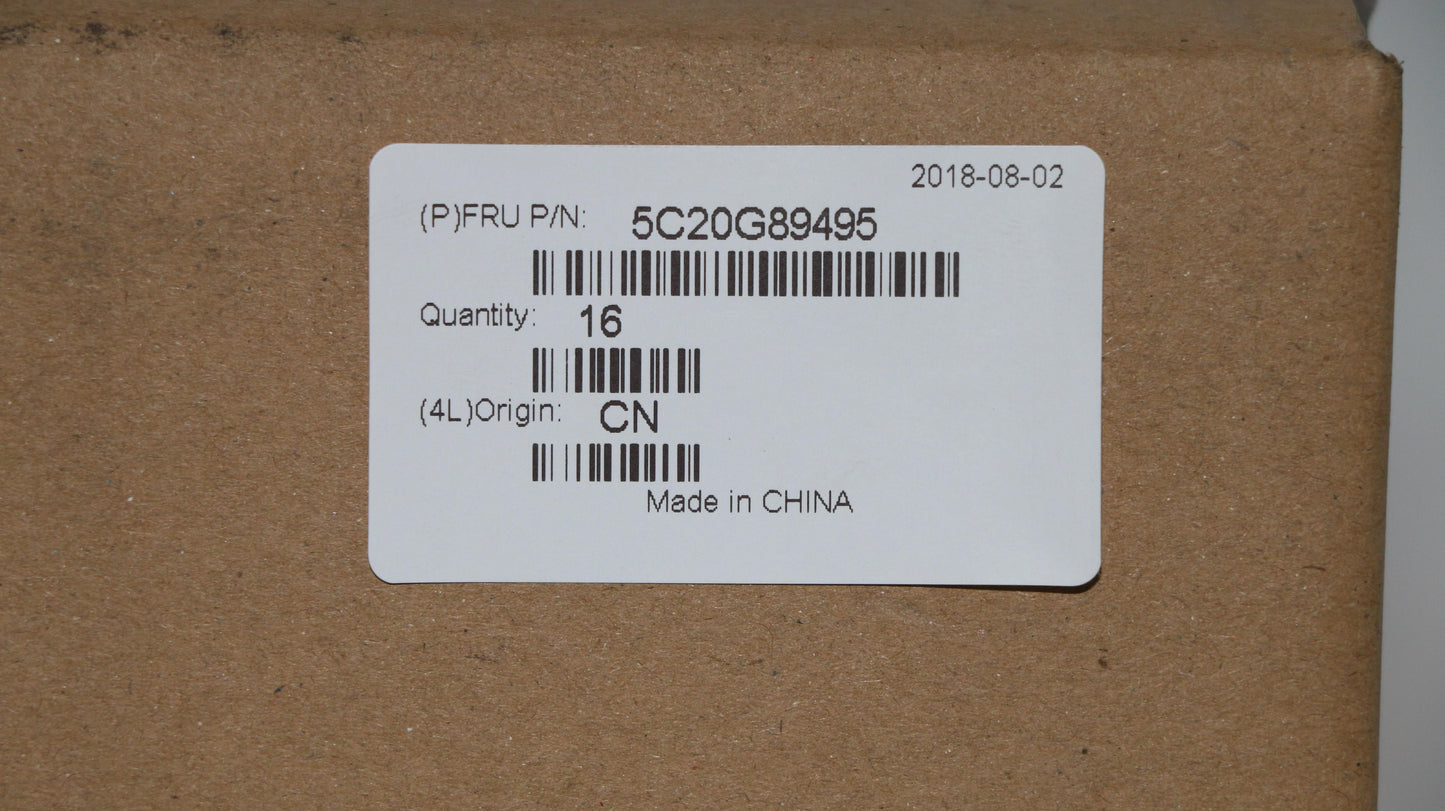 2018-08-02
(P)FRU P/N: 5C20G89495
Quantity: 16
(4L)Origin: CN
Made in CHINA